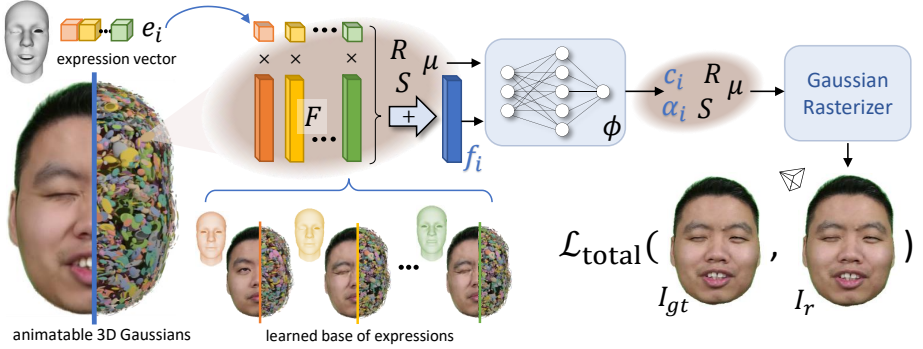 e_i
expression vector
× × ×
F
R
S
μ
+
f_i
ϕ
c_i R
α_i S
μ
Gaussian
Rasterizer
ℒ_total( , )
I_gt
I_r
animatable 3D Gaussians
learned base of expressions